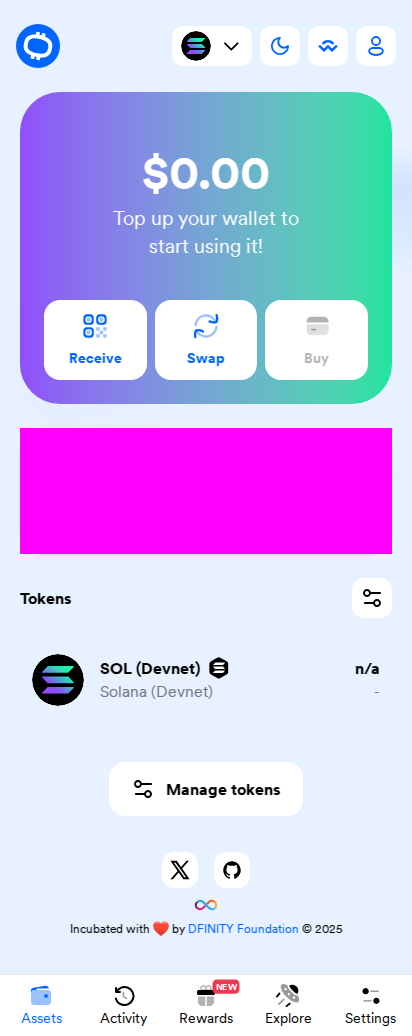 $0.00
Top up your wallet to
start using it!
Receive
Swap
Buy
Tokens
SOL (Devnet)
n/a
Solana (Devnet)
-
Manage tokens
Incubated with ❤️ by DFINITY Foundation © 2025
NEW
Assets
Activity
Rewards
Explore
Settings